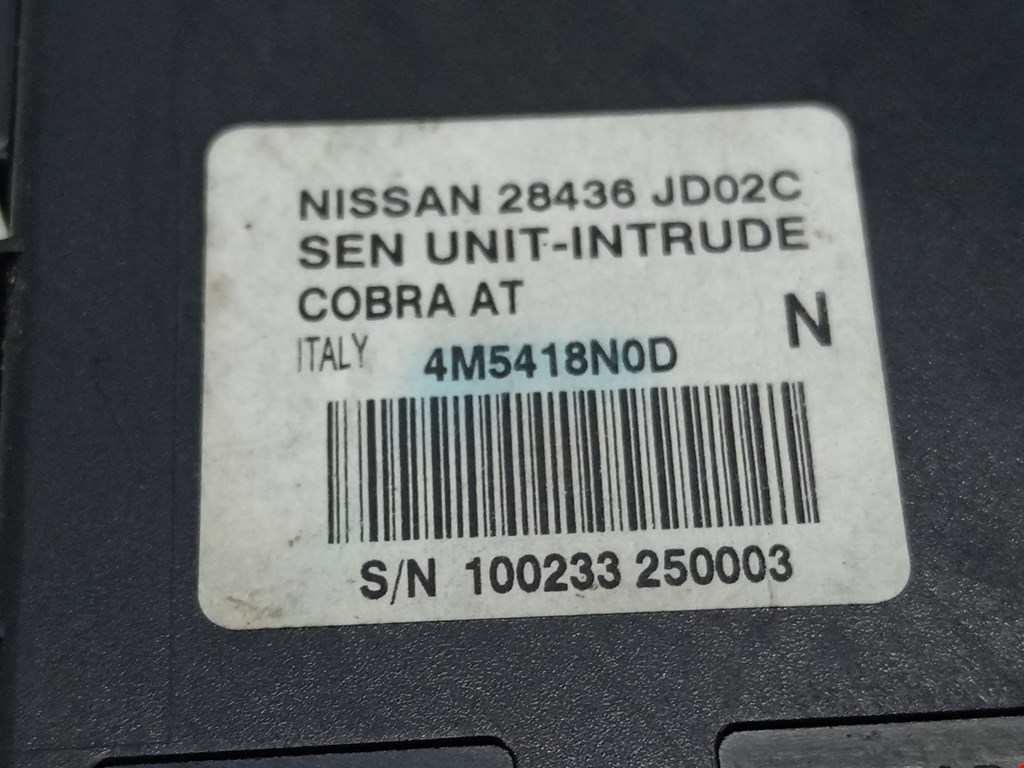 NISSAN 28436 JD02C
SEN UNIT-INTRUDE
COBRA AT
N
ITALY 4M5418N0D
S/N 100233 250003